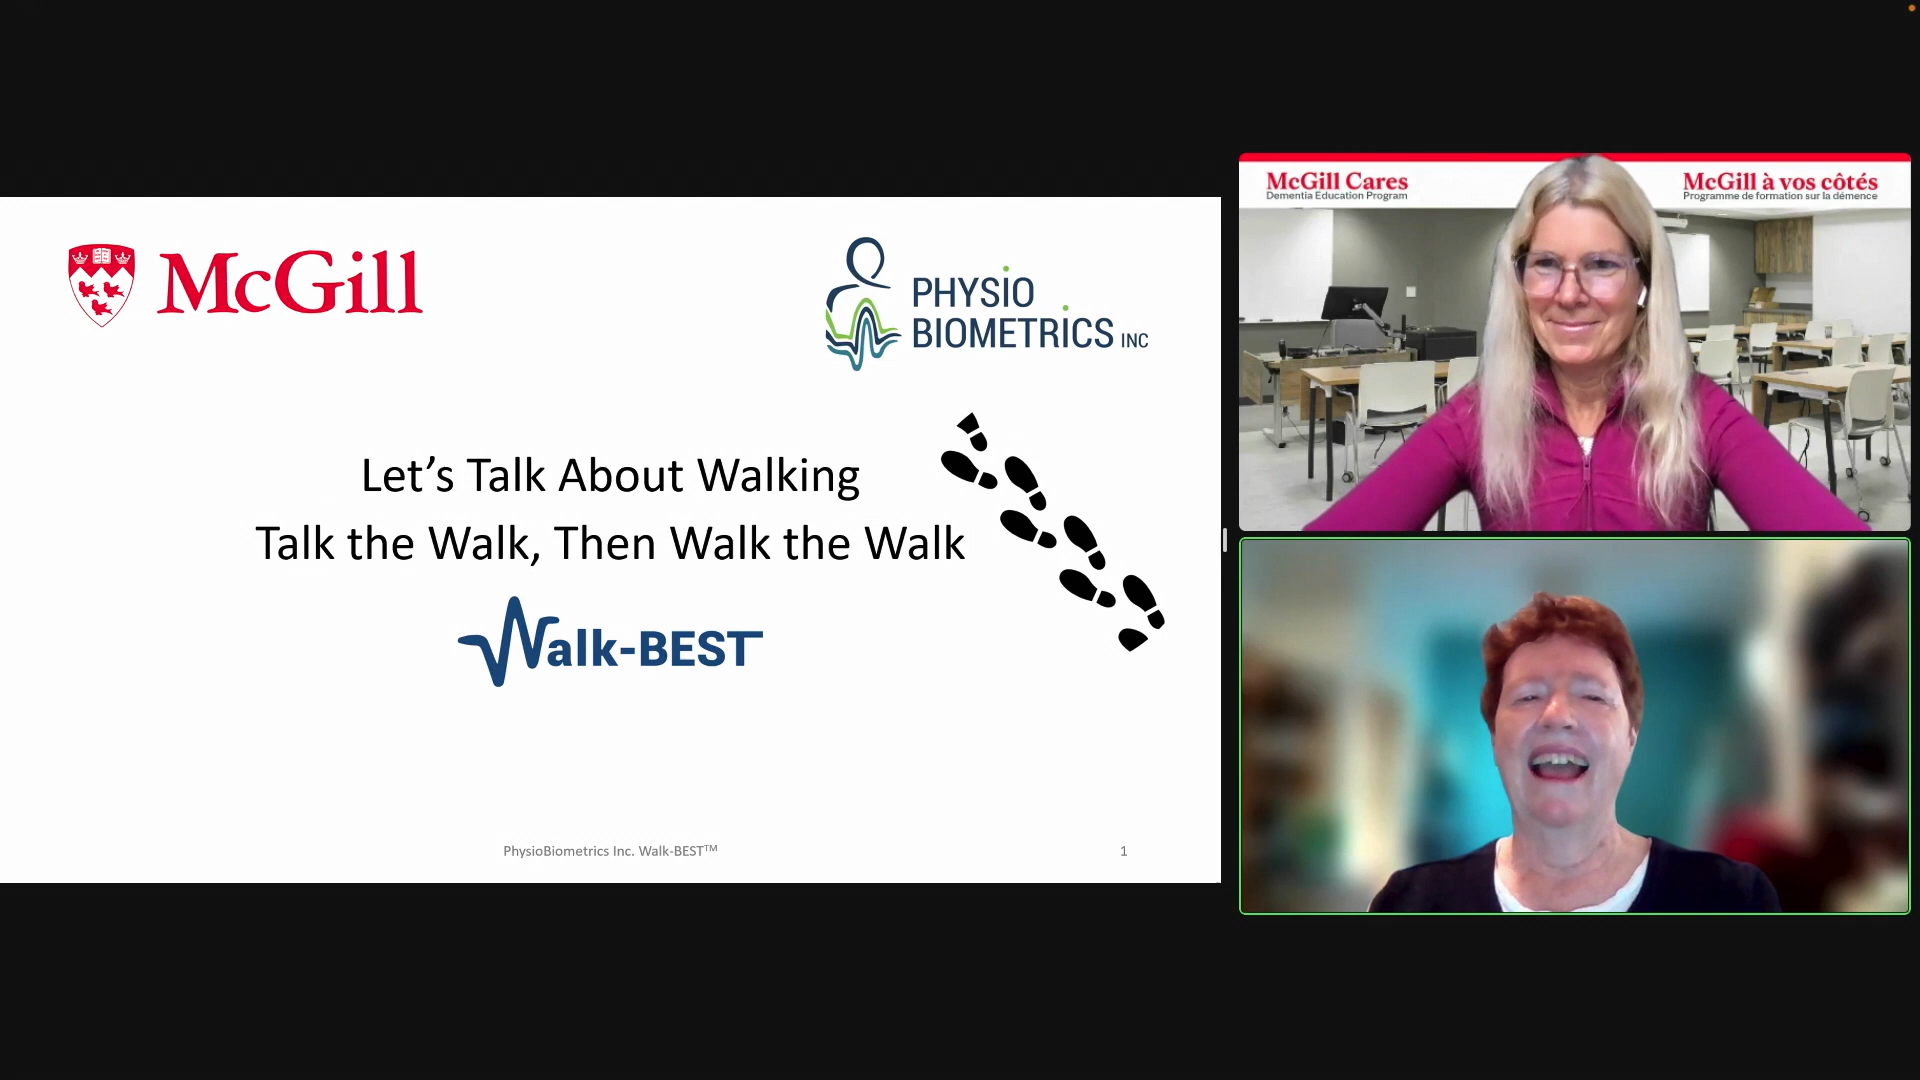 McGill
PHYSIO
BIOMETRICS INC
Let's Talk About Walking
Talk the Walk, Then Walk the Walk
Walk-BEST
PhysioBiometrics Inc. Walk-BEST™
1
McGill Cares
Dementia Education Program
McGill à vos côtés
Programme de formation sur la démence